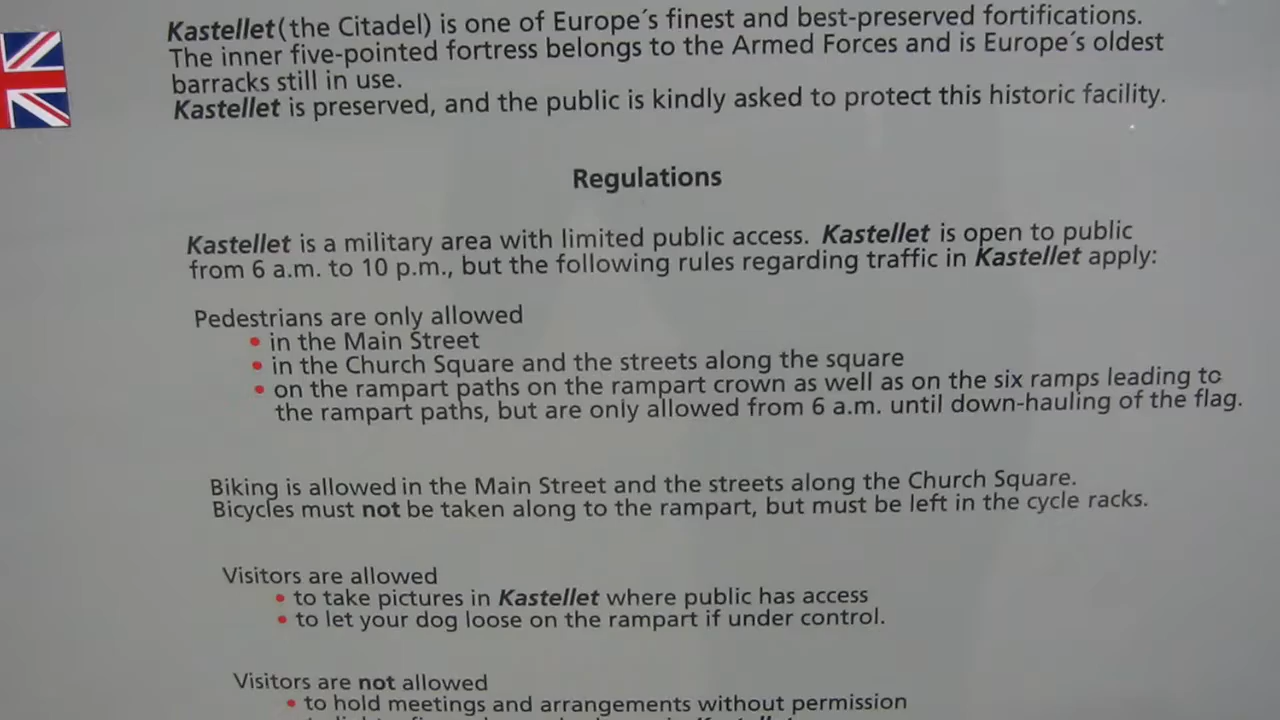 Kastellet (the Citadel) is one of Europe´s finest and best-preserved fortifications.
The inner five-pointed fortress belongs to the Armed Forces and is Europe´s oldest
barracks still in use.
Kastellet is preserved, and the public is kindly asked to protect this historic facility.
Regulations
Kastellet is a military area with limited public access. Kastellet is open to public
from 6 a.m. to 10 p.m., but the following rules regarding traffic in Kastellet apply:
Pedestrians are only allowed
• in the Main Street
• in the Church Square and the streets along the square
• on the rampart paths on the rampart crown as well as on the six ramps leading to
the rampart paths, but are only allowed from 6 a.m. until down-hauling of the flag.
Biking is allowed in the Main Street and the streets along the Church Square.
Bicycles must not be taken along to the rampart, but must be left in the cycle racks.
Visitors are allowed
• to take pictures in Kastellet where public has access
• to let your dog loose on the rampart if under control.
Visitors are not allowed
• to hold meetings and arrangements without permission